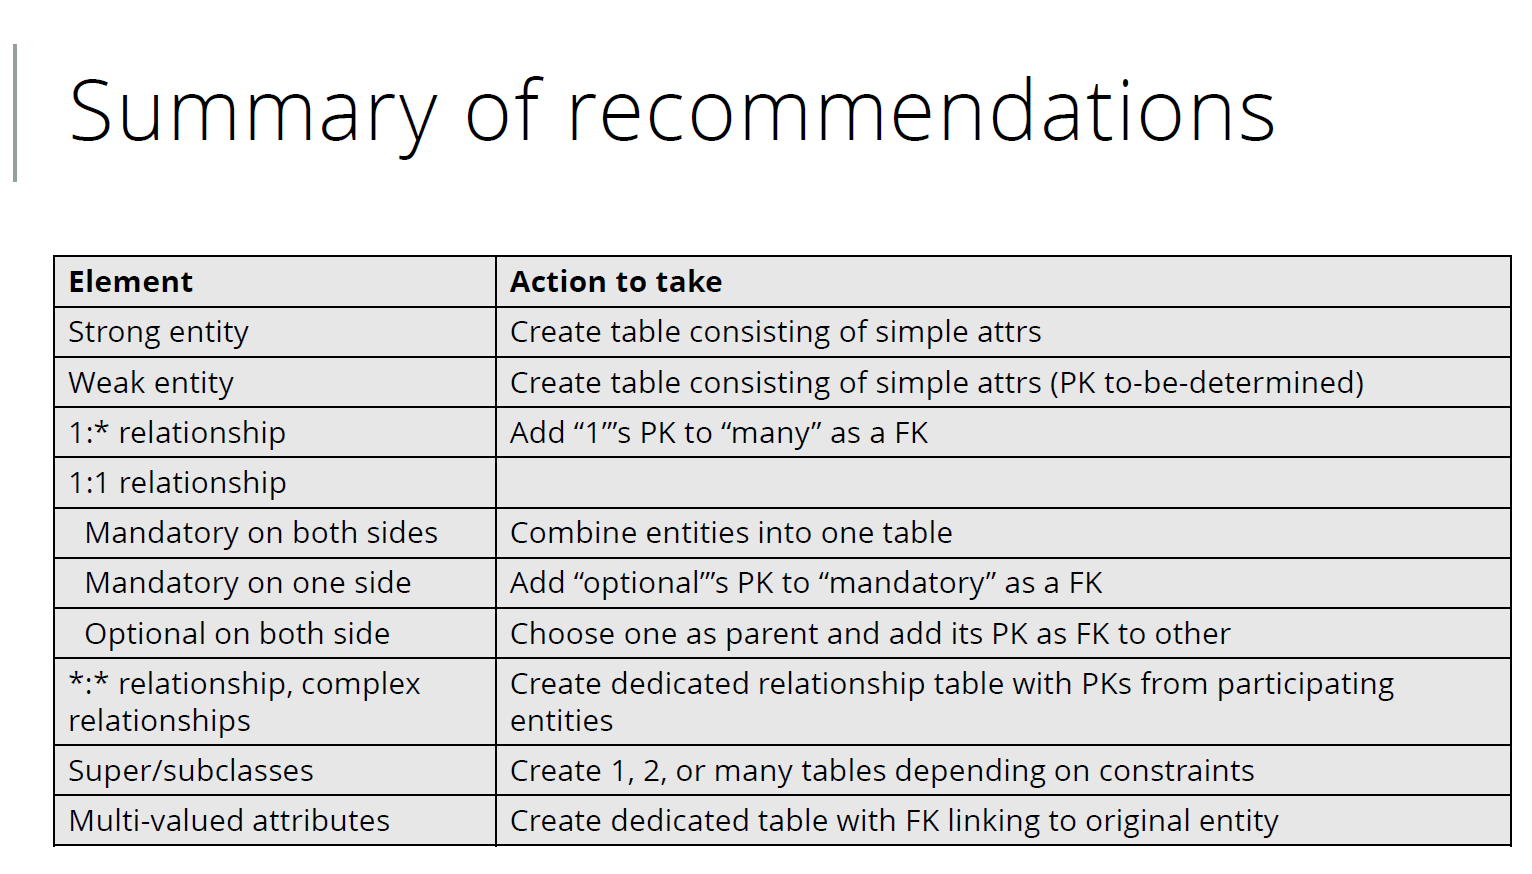 Summary of recommendations
Element
Action to take
Strong entity
Create table consisting of simple attrs
Weak entity
Create table consisting of simple attrs (PK to-be-determined)
1:* relationship
Add “1”’s PK to “many” as a FK
1:1 relationship
Mandatory on both sides
Combine entities into one table
Mandatory on one side
Add “optional”’s PK to “mandatory” as a FK
Optional on both side
Choose one as parent and add its PK as FK to other
*:* relationship, complex
relationships
Create dedicated relationship table with PKs from participating
entities
Super/subclasses
Create 1, 2, or many tables depending on constraints
Multi-valued attributes
Create dedicated table with FK linking to original entity